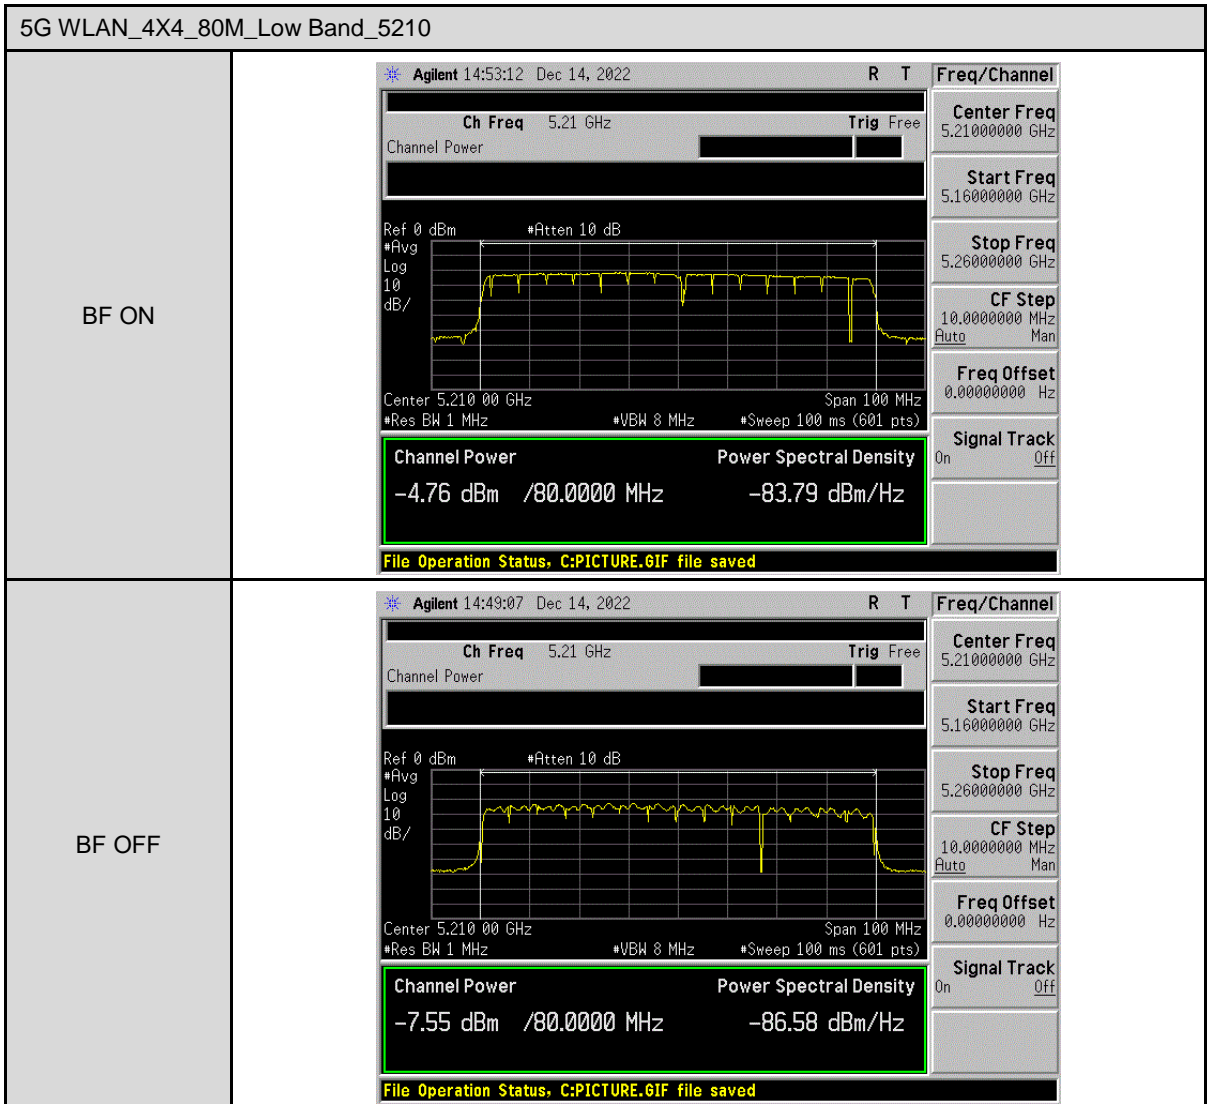 5G WLAN_4X4_80M_Low Band_5210
BF ON
Agilent 14:53:12 Dec 14, 2022 R T
Freq/Channel
Ch Freq 5.21 GHz Trig Free
Channel Power
Center Freq
5.21000000 GHz
Start Freq
5.16000000 GHz
Stop Freq
5.26000000 GHz
CF Step
10.0000000 MHz
Auto Man
Freq Offset
0.00000000 Hz
Signal Track
On Off
Ref 0 dBm #Atten 10 dB
#Avg
Log
10
dB/
Center 5.210 00 GHz Span 100 MHz
#Res BW 1 MHz #VBW 8 MHz #Sweep 100 ms (601 pts)
Channel Power Power Spectral Density
-4.76 dBm /80.0000 MHz -83.79 dBm/Hz
File Operation Status, C:PICTURE.GIF file saved
BF OFF
Agilent 14:49:07 Dec 14, 2022 R T
Freq/Channel
Ch Freq 5.21 GHz Trig Free
Channel Power
Center Freq
5.21000000 GHz
Start Freq
5.16000000 GHz
Stop Freq
5.26000000 GHz
CF Step
10.0000000 MHz
Auto Man
Freq Offset
0.00000000 Hz
Signal Track
On Off
Ref 0 dBm #Atten 10 dB
#Avg
Log
10
dB/
Center 5.210 00 GHz Span 100 MHz
#Res BW 1 MHz #VBW 8 MHz #Sweep 100 ms (601 pts)
Channel Power Power Spectral Density
-7.55 dBm /80.0000 MHz -86.58 dBm/Hz
File Operation Status, C:PICTURE.GIF file saved